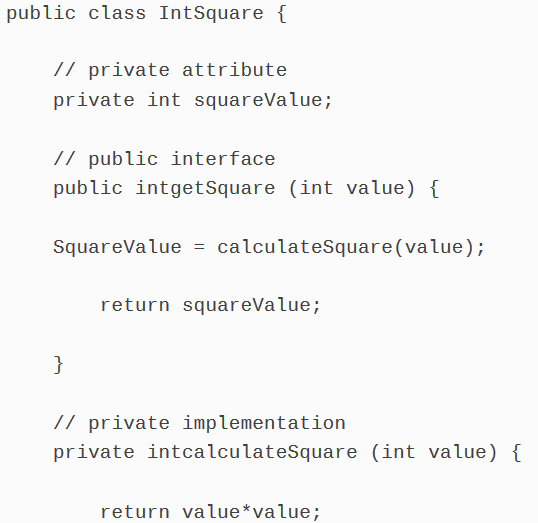 public class IntSquare {
// private attribute
private int squareValue;
// public interface
public intgetSquare (int value) {
SquareValue = calculateSquare(value);
return squareValue;
}
// private implementation
private intcalculateSquare (int value) {
return value*value;